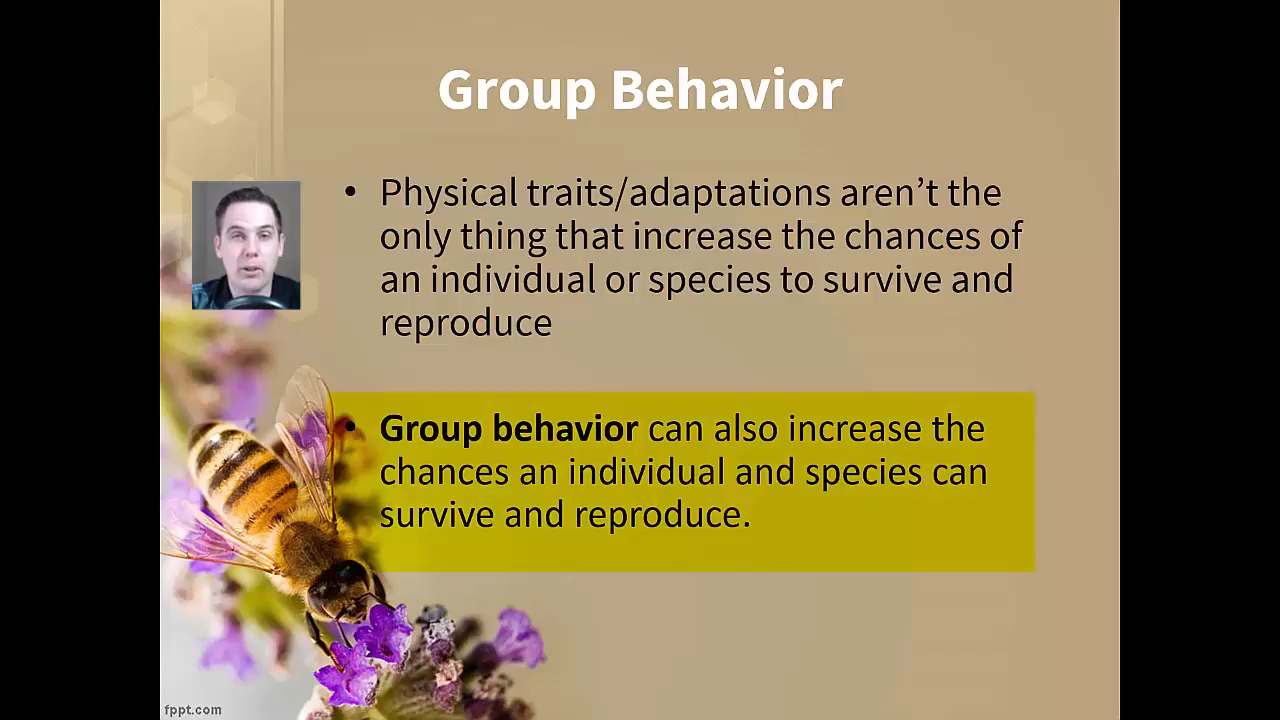 Group Behavior
• Physical traits/adaptations aren’t the
only thing that increase the chances of
an individual or species to survive and
reproduce
• Group behavior can also increase the
chances an individual and species can
survive and reproduce.
fppt.com